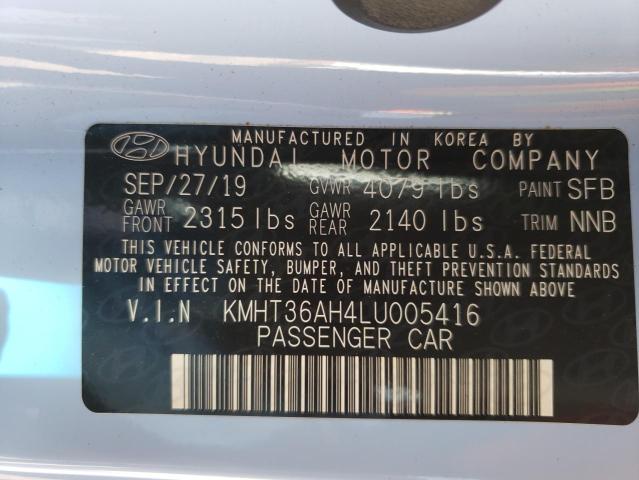 MANUFACTURED IN KOREA BY
HYUNDAI MOTOR COMPANY
SEP/27/19 GVWR 4079 lbs PAINT SFB
GAWR FRONT 2315 lbs GAWR REAR 2140 lbs TRIM NNB
THIS VEHICLE CONFORMS TO ALL APPLICABLE U.S.A. FEDERAL
MOTOR VEHICLE SAFETY, BUMPER, AND THEFT PREVENTION STANDARDS
IN EFFECT ON THE DATE OF MANUFACTURE SHOWN ABOVE
V.I.N KMHT36AH4LU005416
PASSENGER CAR